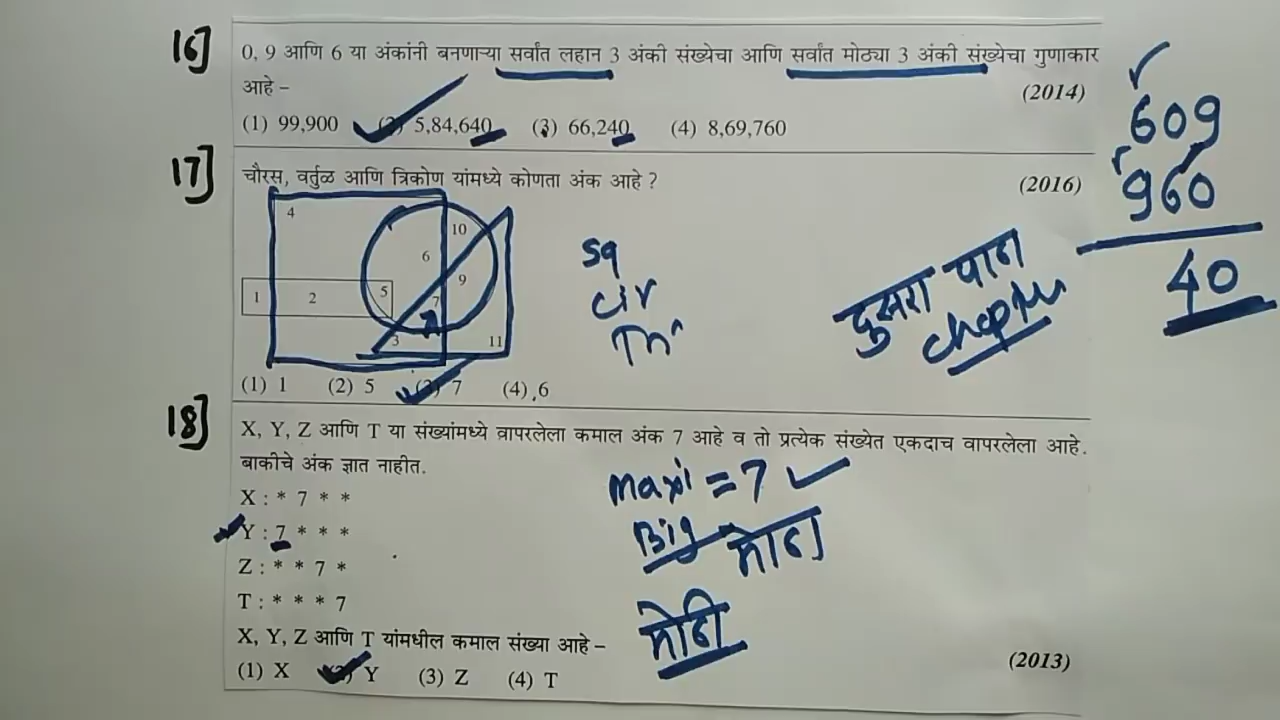 16] 0, 9 आणि 6 या अंकांनी बनणाऱ्या सर्वांत लहान 3 अंकी संख्येचा आणि सर्वांत मोठ्या 3 अंकी संख्येचा गुणाकार
आहे –
(2014)
(1) 99,900 (2) 5,84,640 (3) 66,240 (4) 8,69,760
609
960
40
17] चौरस, वर्तुळ आणि त्रिकोण यांमध्ये कोणता अंक आहे ?
(2016)
4
10
6
9
1 2 5
7
3 11
sq
cir
Tri
दुसरा पाठ
chapter
(1) 1 (2) 5 (3) 7 (4) 6
18] X, Y, Z आणि T या संख्यांमध्ये वापरलेला कमाल अंक 7 आहे व तो प्रत्येक संख्येत एकदाच वापरलेला आहे.
बाकीचे अंक ज्ञात नाहीत.
X : * 7 * *
Y : 7 * * *
Z : * * 7 *
T : * * * 7
maxi = 7
Big मोठा
मोठी
X, Y, Z आणि T यांमधील कमाल संख्या आहे –
(2013)
(1) X (2) Y (3) Z (4) T